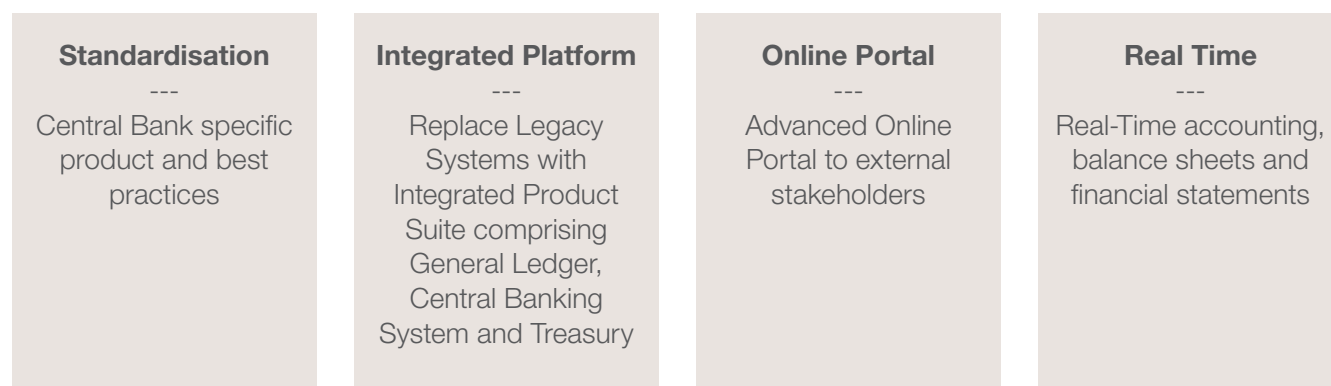 Standardisation
---
Central Bank specific
product and best
practices
Integrated Platform
---
Replace Legacy
Systems with
Integrated Product
Suite comprising
General Ledger,
Central Banking
System and Treasury
Online Portal
---
Advanced Online
Portal to external
stakeholders
Real Time
---
Real-Time accounting,
balance sheets and
financial statements